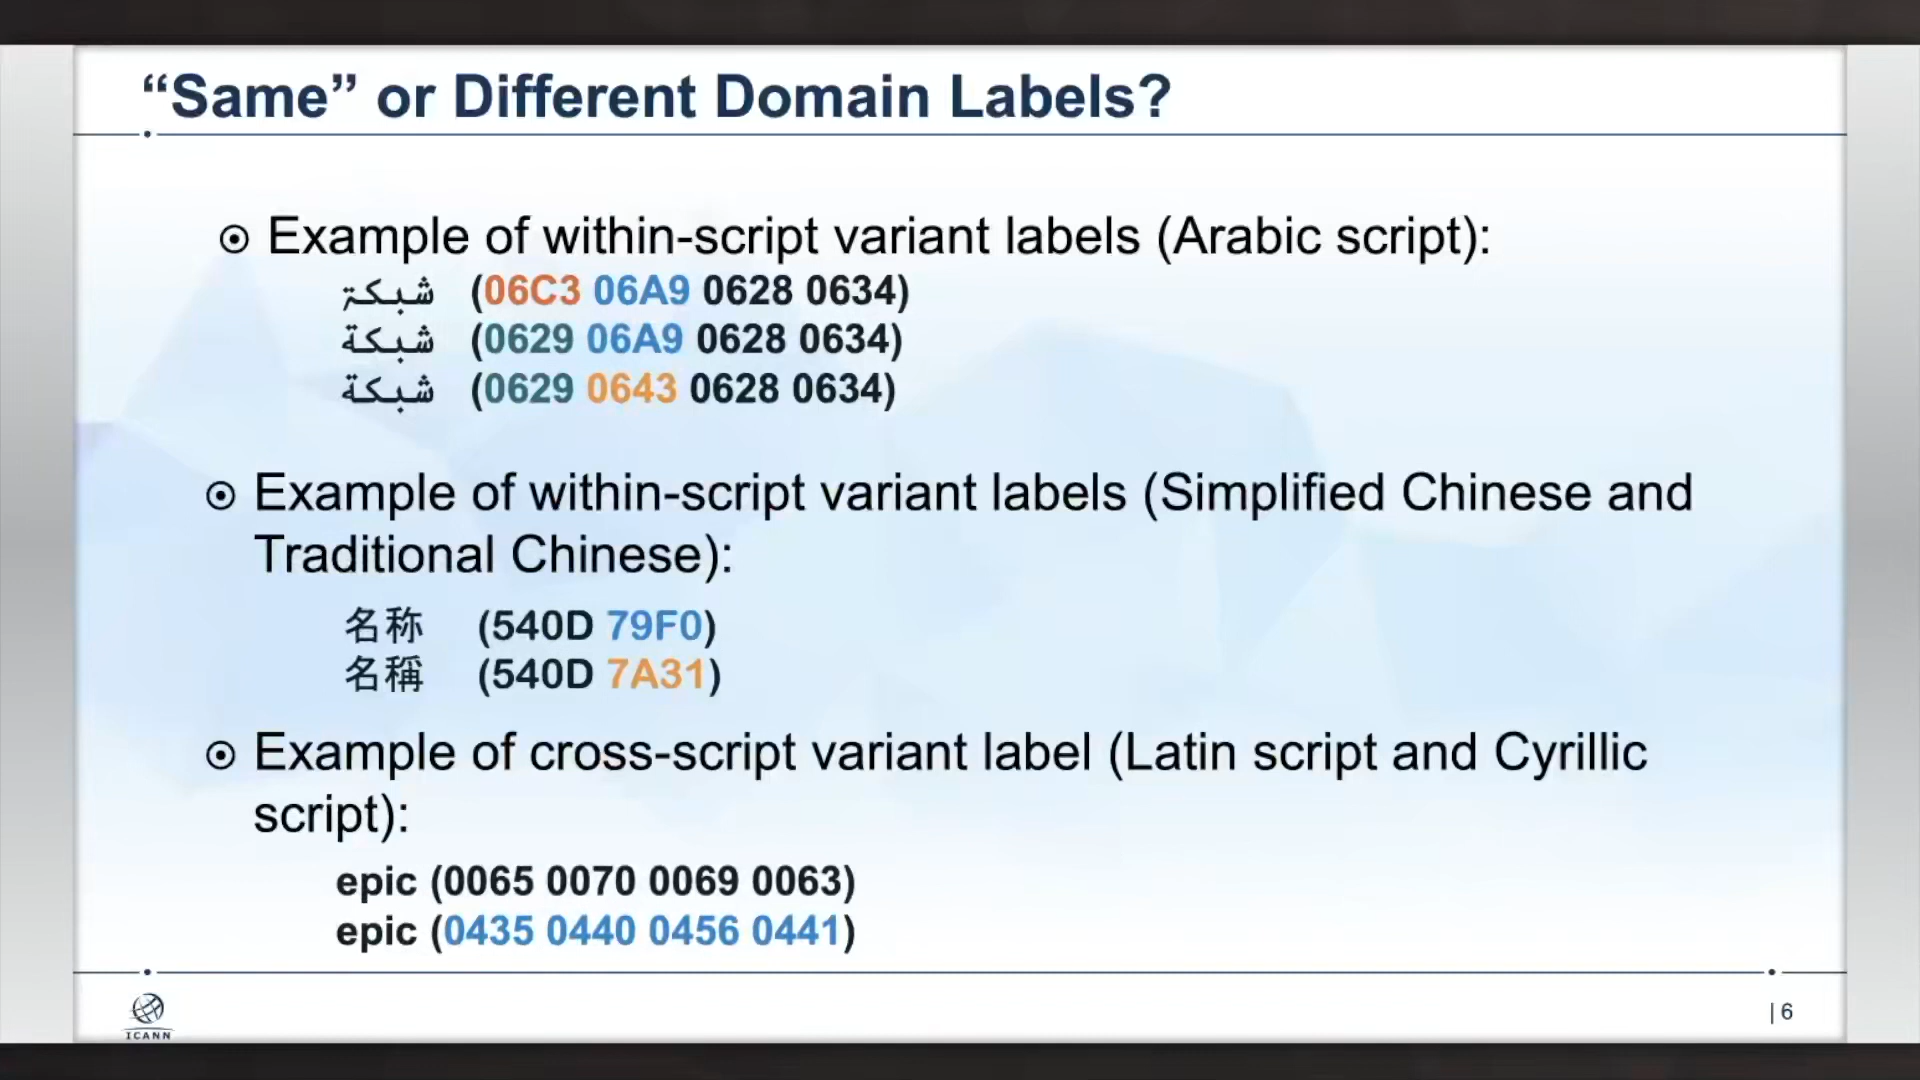 “Same” or Different Domain Labels?
Example of within-script variant labels (Arabic script):
شبکۃ (06C3 06A9 0628 0634)
شبکة (0629 06A9 0628 0634)
شبكة (0629 0643 0628 0634)
Example of within-script variant labels (Simplified Chinese and
Traditional Chinese):
名称 (540D 79F0)
名稱 (540D 7A31)
Example of cross-script variant label (Latin script and Cyrillic
script):
epic (0065 0070 0069 0063)
еріс (0435 0440 0456 0441)
ICANN
| 6